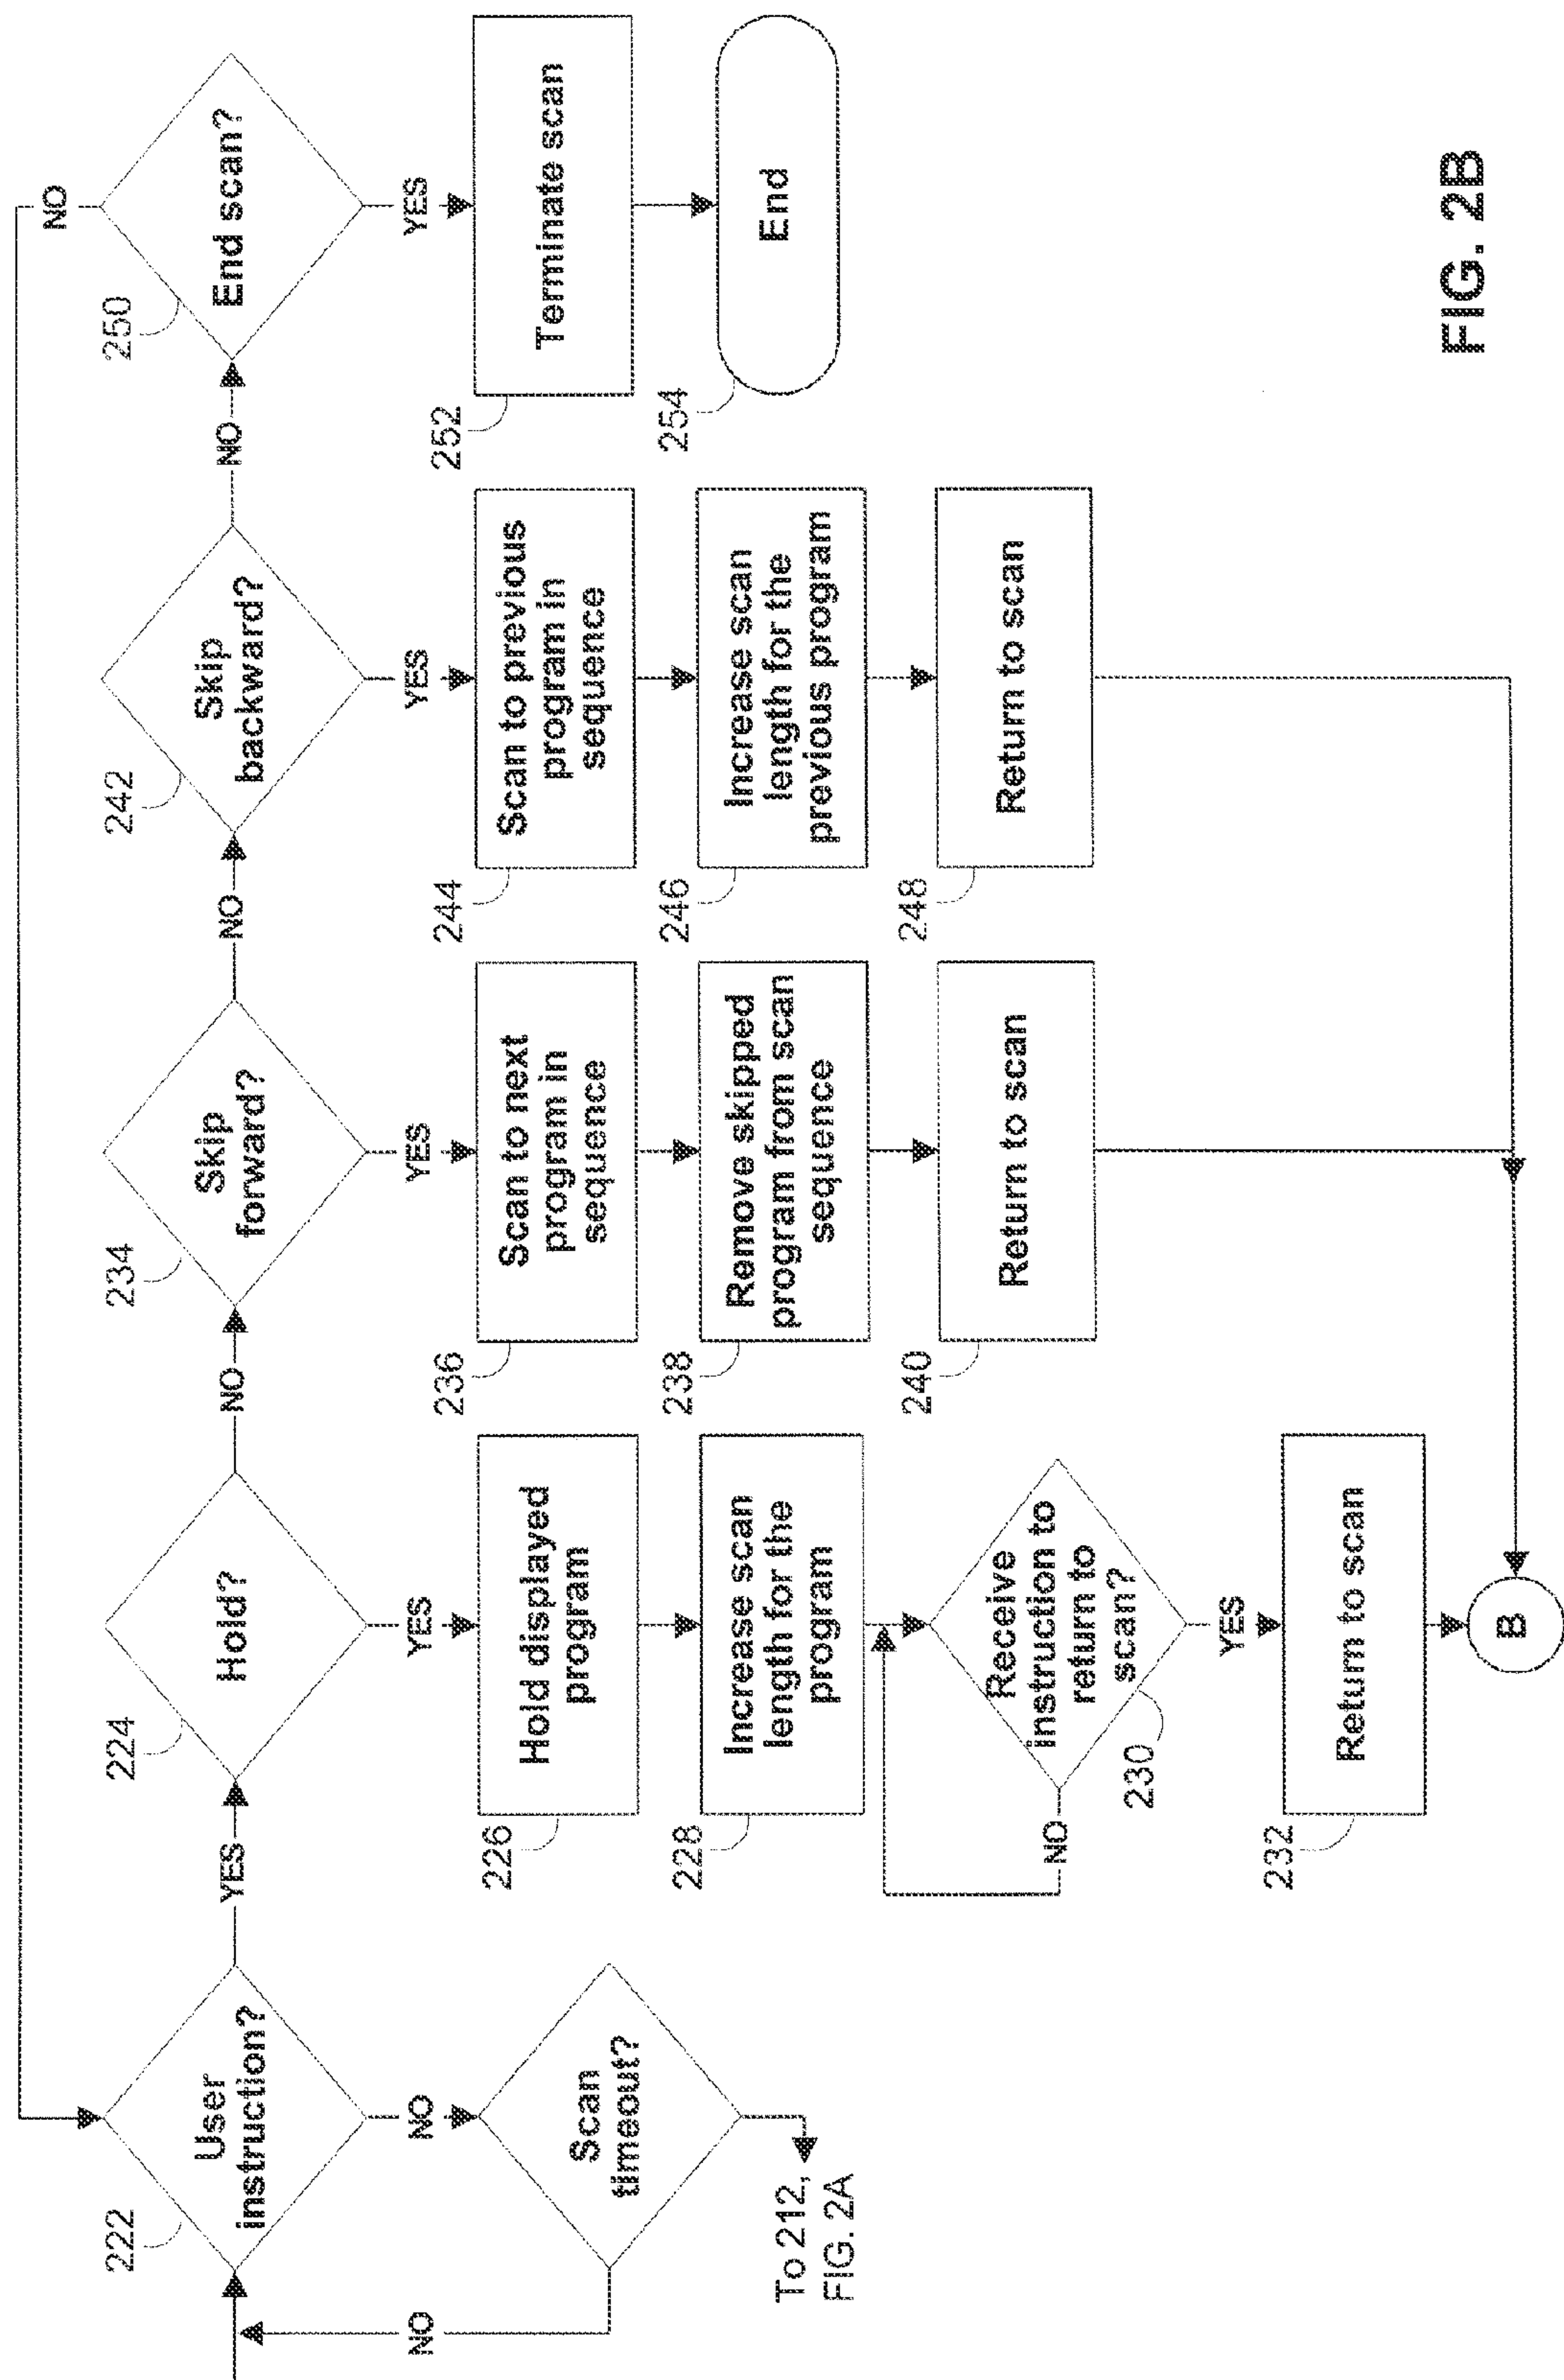 222
User
instruction?
YES
NO
Scan
timeout?
NO
To 212,
FIG. 2A
224
Hold?
NO
YES
226
Hold displayed
program
228
Increase scan
length for the
program
Receive
instruction to
return to
scan?
230
NO
YES
232
Return to scan
B
234
Skip
forward?
NO
YES
236
Scan to next
program in
sequence
238
Remove skipped
program from scan
sequence
240
Return to scan
242
Skip
backward?
NO
YES
244
Scan to previous
program in
sequence
246
Increase scan
length for the
previous program
248
Return to scan
250
End scan?
NO
YES
252
Terminate scan
254
End
FIG. 2B